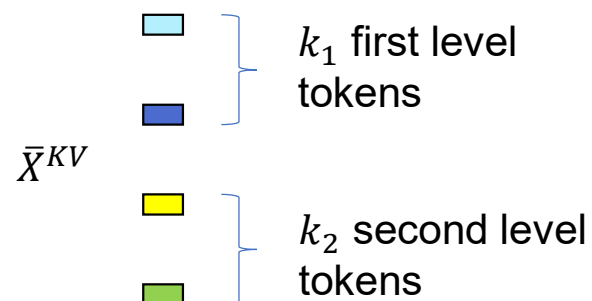 k₁ first level
tokens
X̄ᴷⱽ
k₂ second level
tokens